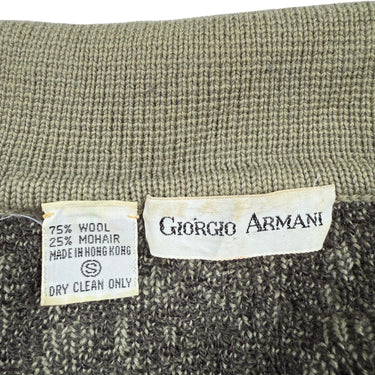 75% WOOL
25% MOHAIR
MADE IN HONG KONG
S
DRY CLEAN ONLY
GIORGIO ARMANI